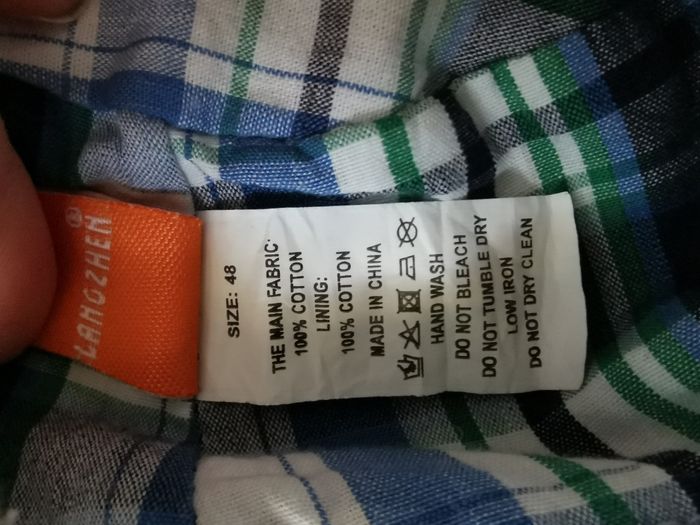 LANGZHEN®
SIZE: 48
THE MAIN FABRIC:
100% COTTON
LINING:
100% COTTON
MADE IN CHINA
HAND WASH
DO NOT BLEACH
DO NOT TUMBLE DRY
LOW IRON
DO NOT DRY CLEAN